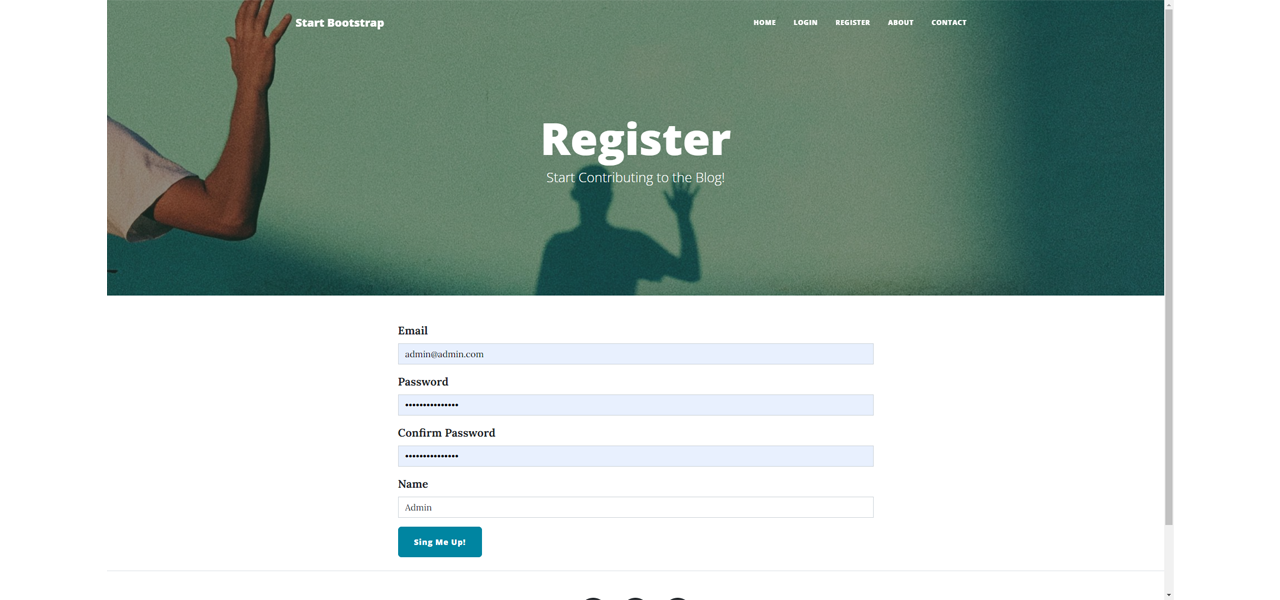 Start Bootstrap
HOME LOGIN REGISTER ABOUT CONTACT
Register
Start Contributing to the Blog!
Email
admin@admin.com
Password
•••••••••••••••
Confirm Password
•••••••••••••••
Name
Admin
Sing Me Up!